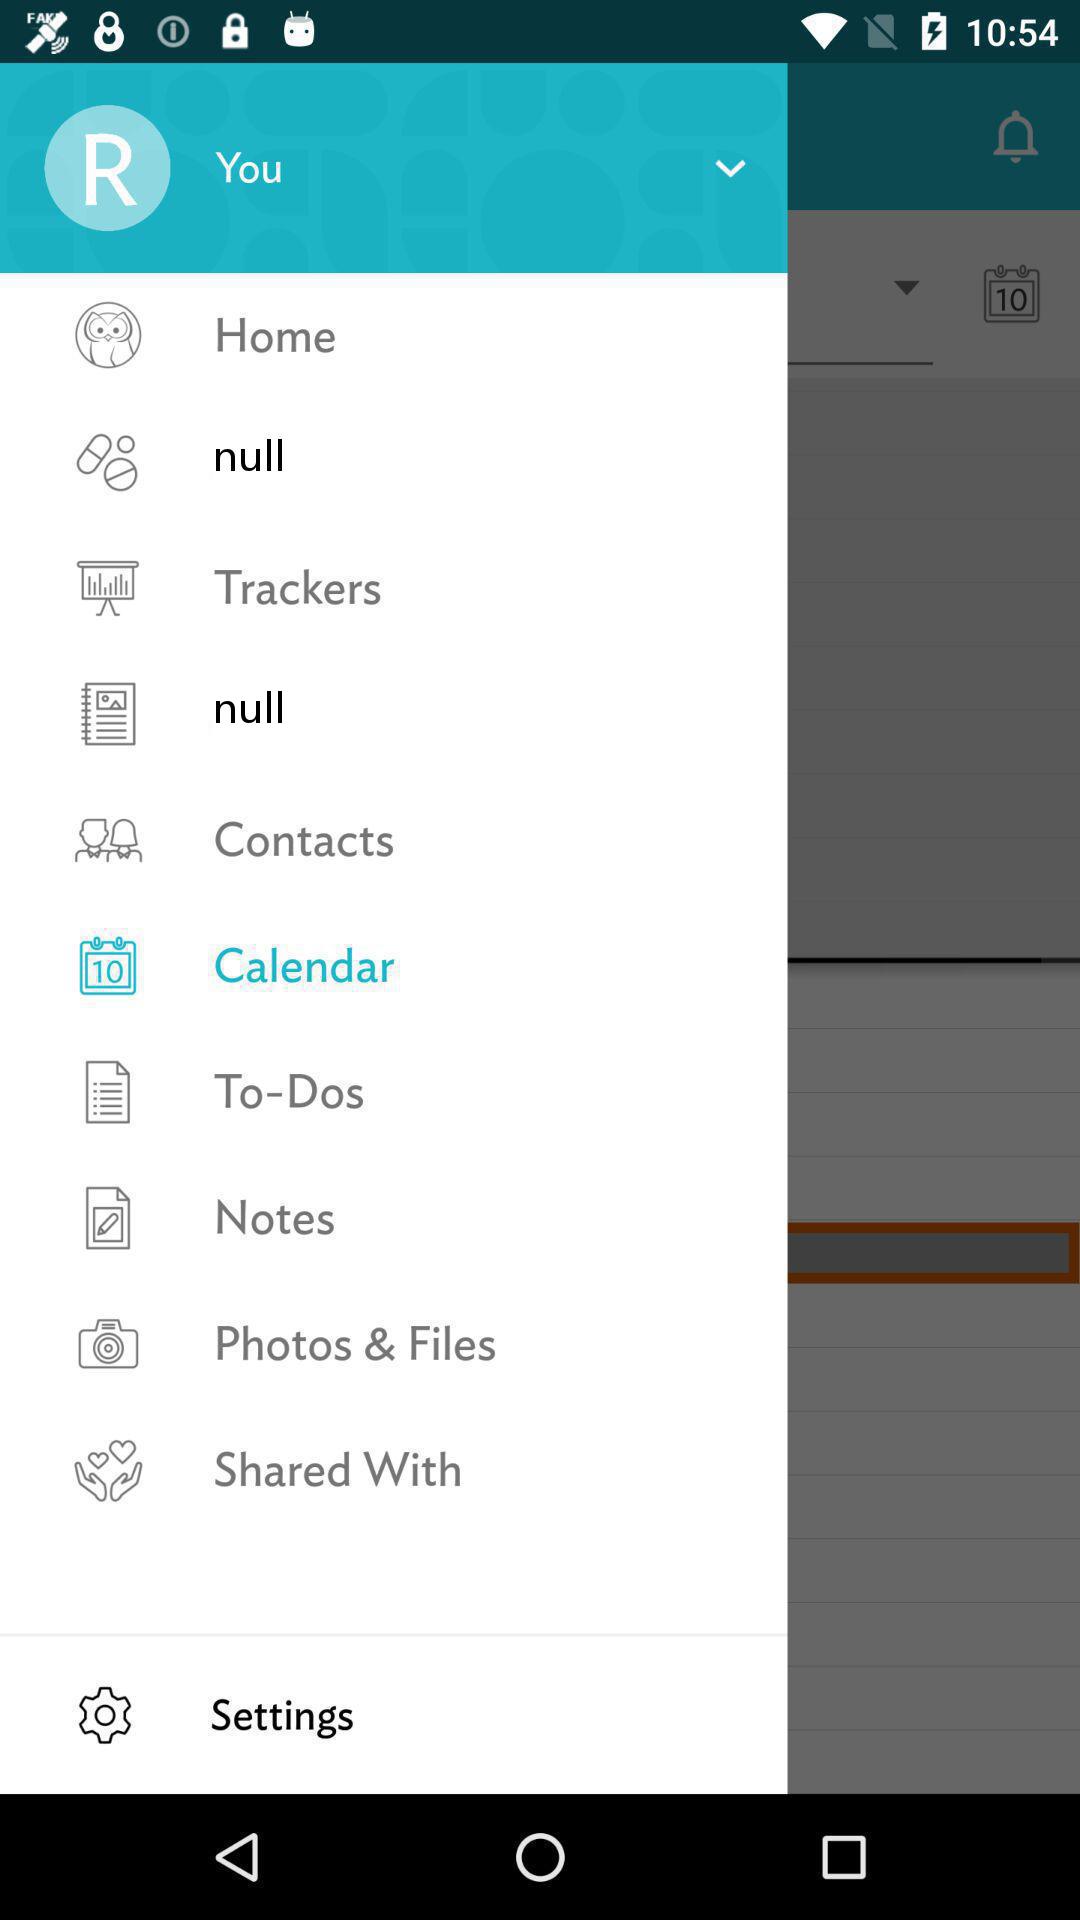 FAKE
10:54
R
You
Home
10
null
Trackers
null
Contacts
10
Calendar
To-Dos
Notes
Photos & Files
Shared With
Settings